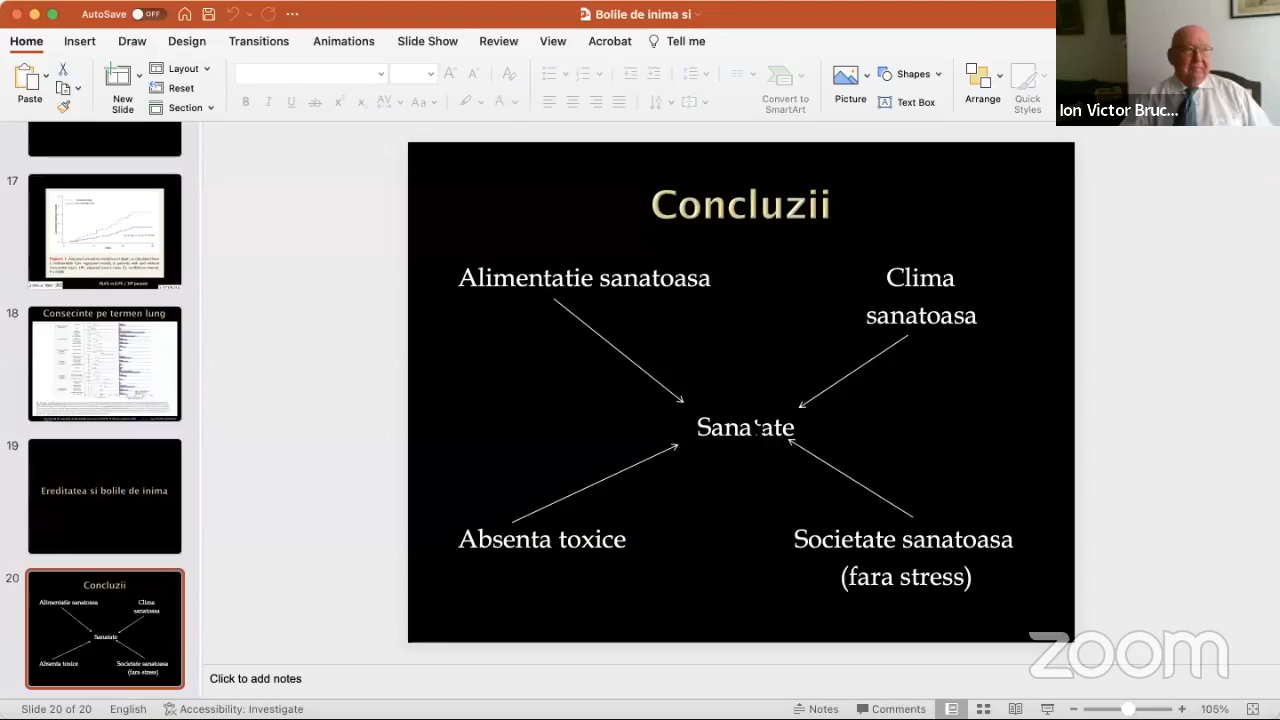 AutoSave OFF
Bolile de inima si
Home Insert Draw Design Transitions Animations Slide Show Review View Acrobat Tell me
Paste
New Slide
Layout
Reset
Section
Convert to SmartArt
Picture
Shapes
Text Box
Arrange
Quick Styles
Ion Victor Bruc...
17
18
Consecinte pe termen lung
19
Ereditatea si bolile de inima
20
Concluzii
Alimentatie sanatoasa
Clima
sanatoasa
Sanatate
Absenta toxice
Societate sanatoasa
(fara stress)
Concluzii
Alimentatie sanatoasa
Clima
sanatoasa
Sanatate
Absenta toxice
Societate sanatoasa
(fara stress)
zoom
Click to add notes
Slide 20 of 20 English Accessibility: Investigate Notes Comments 105%